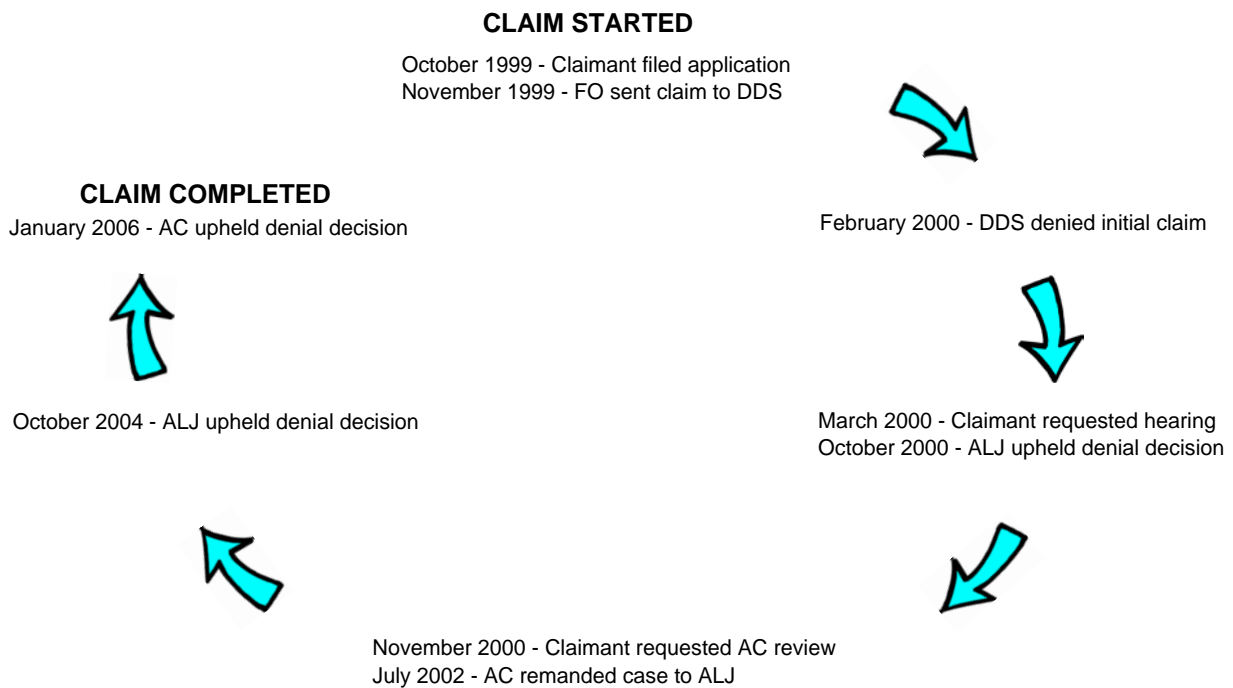 CLAIM STARTED
October 1999 - Claimant filed application
November 1999 - FO sent claim to DDS
February 2000 - DDS denied initial claim
March 2000 - Claimant requested hearing
October 2000 - ALJ upheld denial decision
November 2000 - Claimant requested AC review
July 2002 - AC remanded case to ALJ
October 2004 - ALJ upheld denial decision
CLAIM COMPLETED
January 2006 - AC upheld denial decision